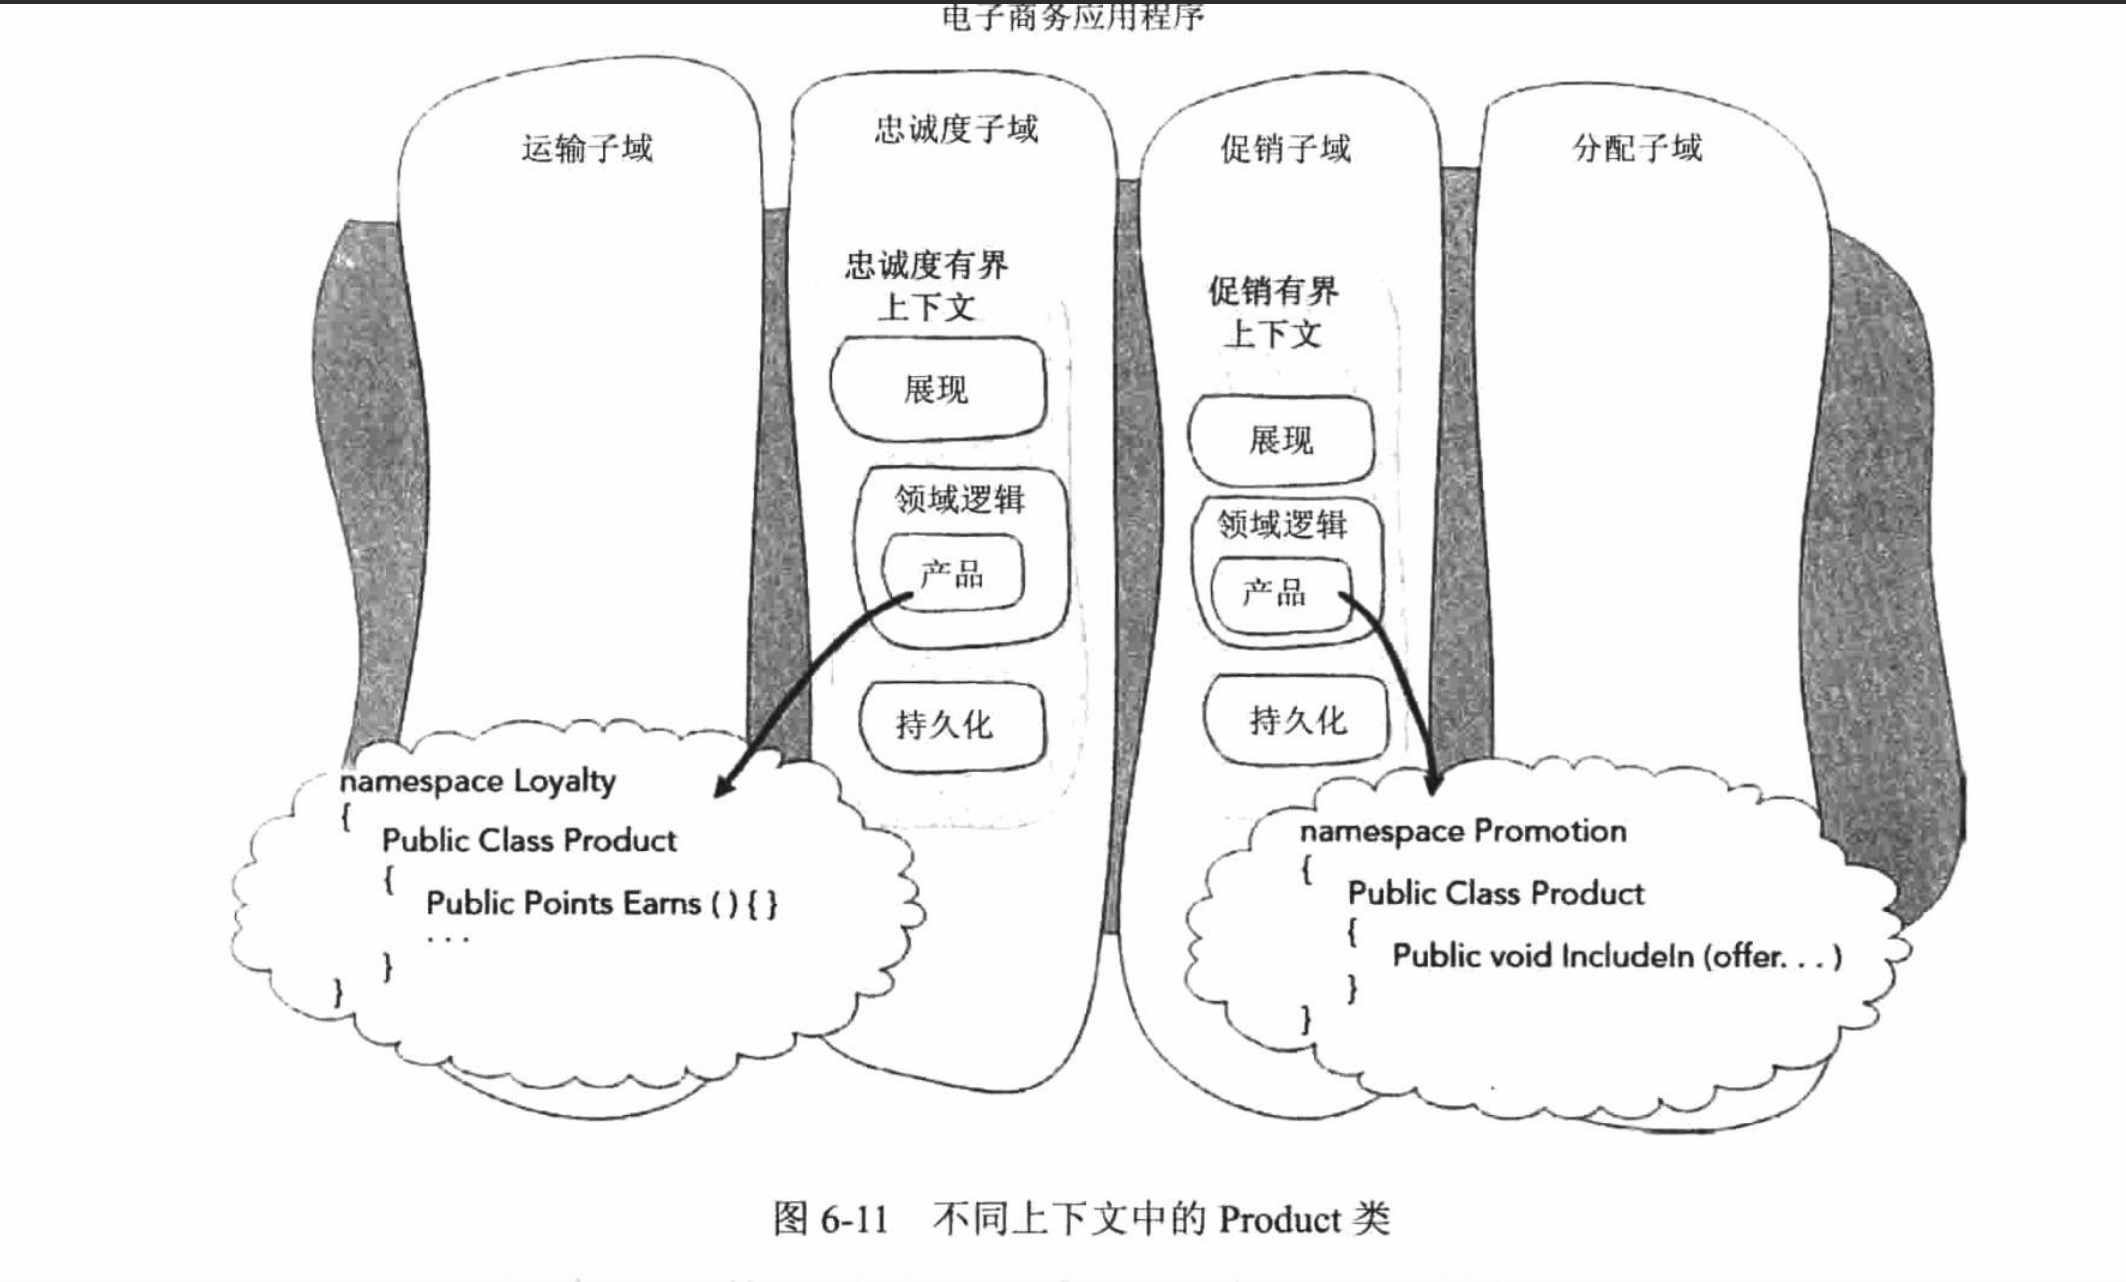 电子商务应用程序
运输子域
忠诚度子域
促销子域
分配子域
忠诚度有界
上下文
展现
领域逻辑
产品
持久化
促销有界
上下文
展现
领域逻辑
产品
持久化
namespace Loyalty
{
Public Class Product
{
Public Points Earns ( ) { }
. . .
}
}
namespace Promotion
{
Public Class Product
{
Public void IncludeIn (offer. . . )
}
}
图 6-11 不同上下文中的 Product 类